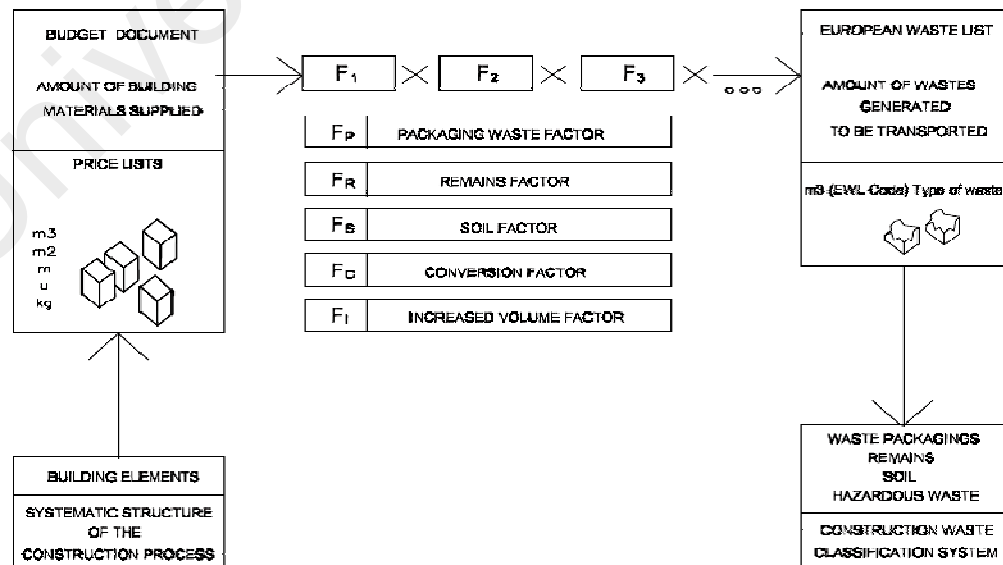 BUDGET DOCUMENT
AMOUNT OF BUILDING
MATERIALS SUPPLIED
PRICE LISTS
m3
m2
m
u
kg
BUILDING ELEMENTS
SYSTEMATIC STRUCTURE
OF THE
CONSTRUCTION PROCESS
F1 × F2 × F3 × ...
FP PACKAGING WASTE FACTOR
FR REMAINS FACTOR
FS SOIL FACTOR
FC CONVERSION FACTOR
FI INCREASED VOLUME FACTOR
EUROPEAN WASTE LIST
AMOUNT OF WASTES
GENERATED
TO BE TRANSPORTED
m3 (EWL Code) Type of waste
WASTE PACKAGINGS
REMAINS
SOIL
HAZARDOUS WASTE
CONSTRUCTION WASTE
CLASSIFICATION SYSTEM